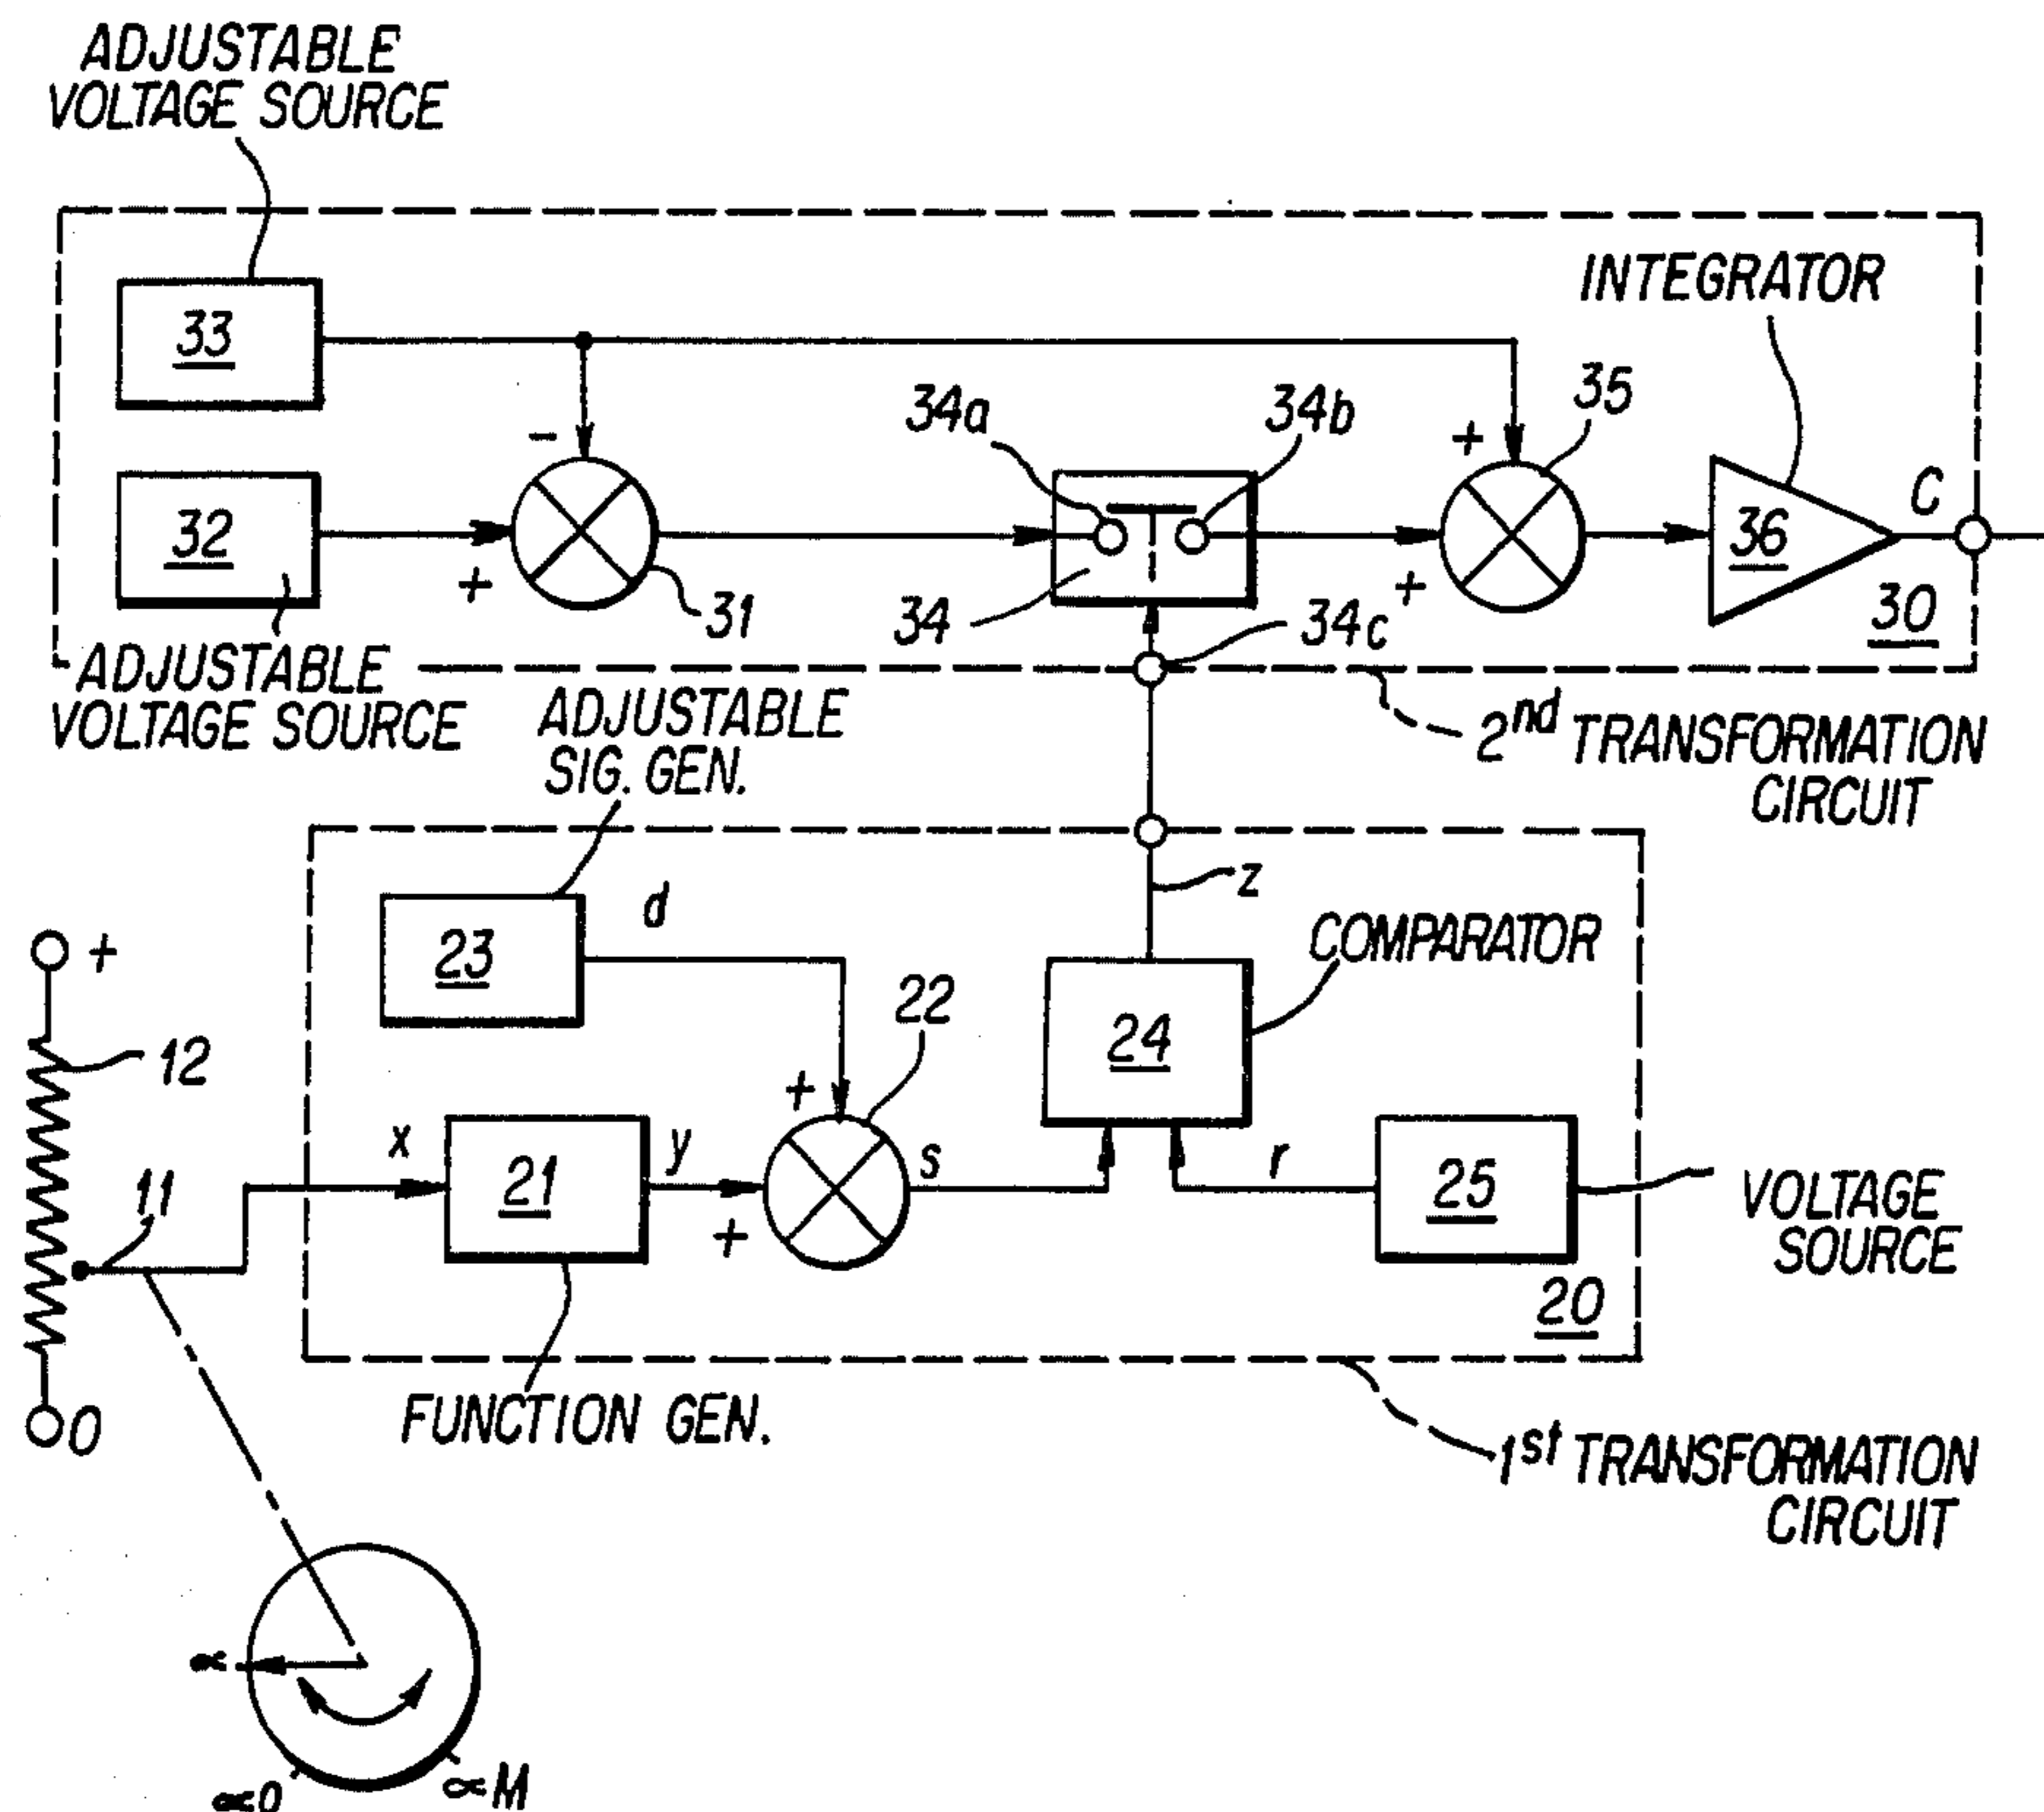 ADJUSTABLE
VOLTAGE SOURCE
33
INTEGRATOR
34a
34b
35
+
-
32
+
31
34
34c
+
36
C
30
ADJUSTABLE
VOLTAGE SOURCE
2nd TRANSFORMATION
CIRCUIT
ADJUSTABLE
SIG. GEN.
z
23
d
COMPARATOR
+
12
22
24
+
x
21
y
+
s
r
25
VOLTAGE
SOURCE
11
20
0
FUNCTION GEN.
1st TRANSFORMATION
CIRCUIT
α
αM
αO